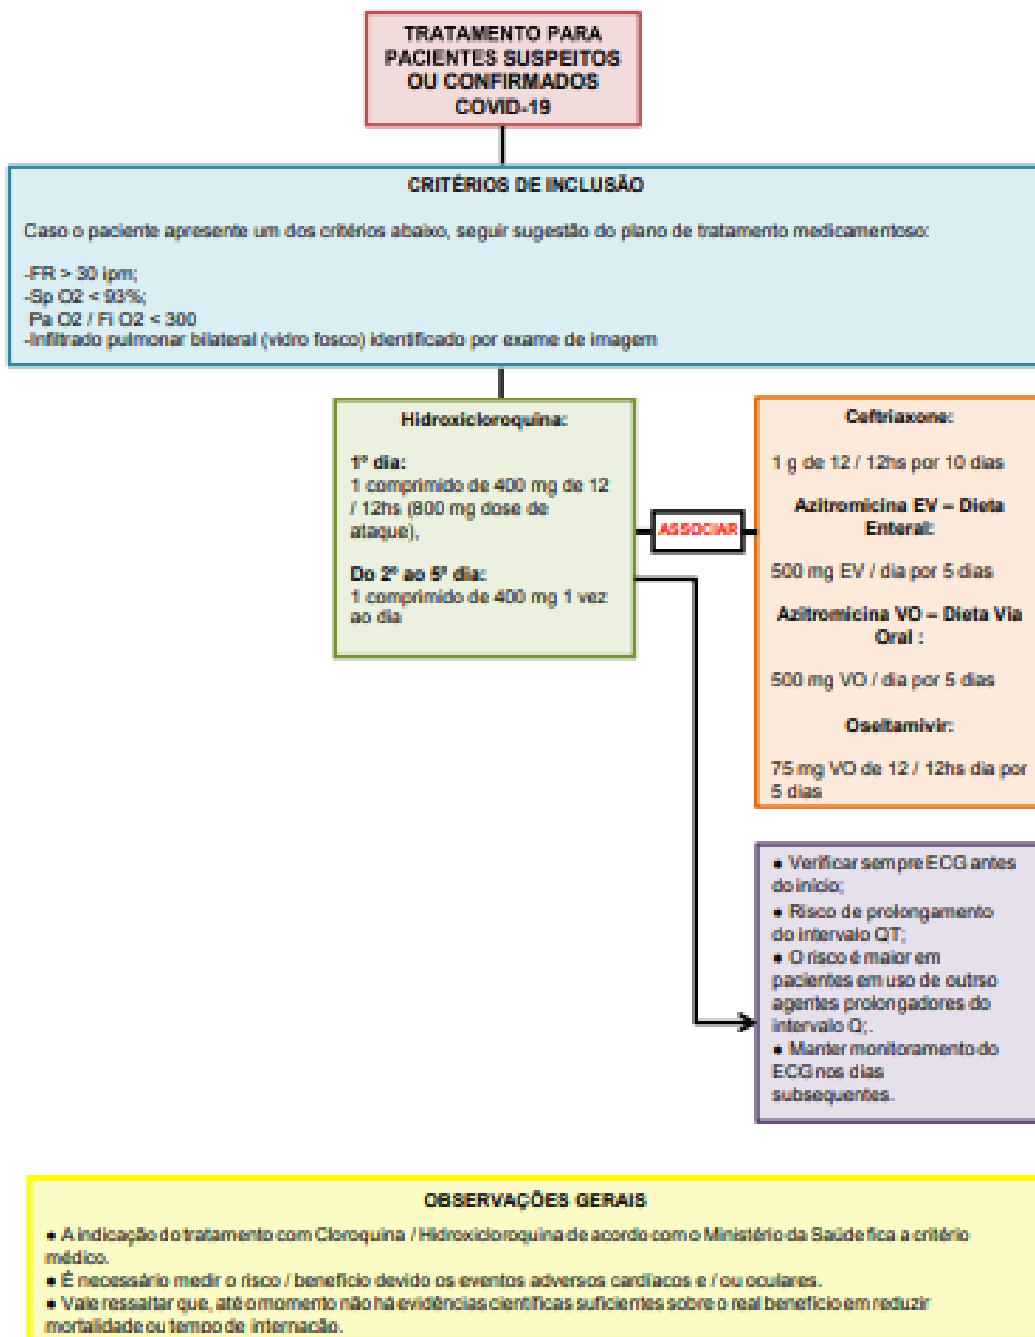 TRATAMENTO PARA
PACIENTES SUSPEITOS
OU CONFIRMADOS
COVID-19
CRITÉRIOS DE INCLUSÃO
Caso o paciente apresente um dos critérios abaixo, seguir sugestão do plano de tratamento medicamentoso:
-FR > 30 ipm;
-Sp O2 < 93%;
Pa O2 / Fi O2 < 300
-Infiltrado pulmonar bilateral (vidro fosco) identificado por exame de imagem
Hidroxicloroquina:
1º dia:
1 comprimido de 400 mg de 12
/ 12hs (800 mg dose de
ataque),
Do 2º ao 5º dia:
1 comprimido de 400 mg 1 vez
ao dia
ASSOCIAR
Ceftriaxone:
1 g de 12 / 12hs por 10 dias
Azitromicina EV – Dieta
Enteral:
500 mg EV / dia por 5 dias
Azitromicina VO – Dieta Via
Oral :
500 mg VO / dia por 5 dias
Oseltamivir:
75 mg VO de 12 / 12hs dia por
5 dias
• Verificar sempre ECG antes
do início;
• Risco de prolongamento
do intervalo QT;
• O risco é maior em
pacientes em uso de outrso
agentes prolongadores do
intervalo Q;.
• Manter monitoramento do
ECG nos dias
subsequentes.
OBSERVAÇÕES GERAIS
• A indicação do tratamento com Cloroquina / Hidroxicloroquina de acordo com o Ministério da Saúde fica a critério
médico.
• É necessário medir o risco / benefício devido os eventos adversos cardíacos e / ou oculares.
• Vale ressaltar que, até o momento não há evidências científicas suficientes sobre o real benefício em reduzir
mortalidade ou tempo de internação.